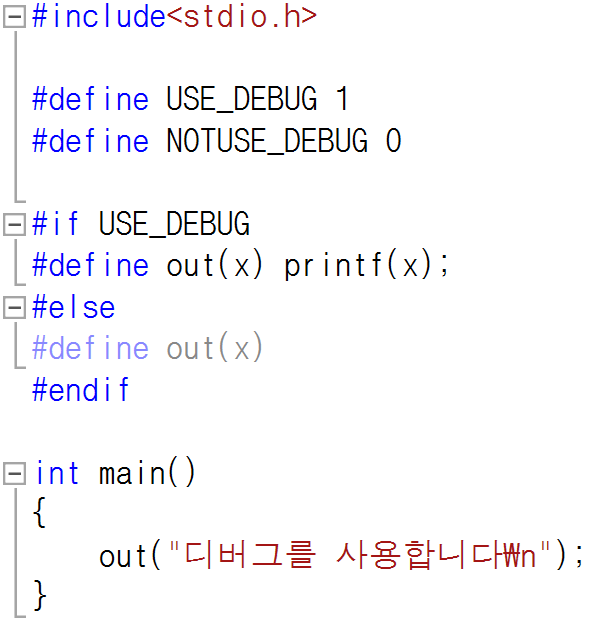 #include<stdio.h>
#define USE_DEBUG 1
#define NOTUSE_DEBUG 0
#if USE_DEBUG
#define out(x) printf(x);
#else
#define out(x)
#endif
int main()
{
out("디버그를 사용합니다₩n");
}